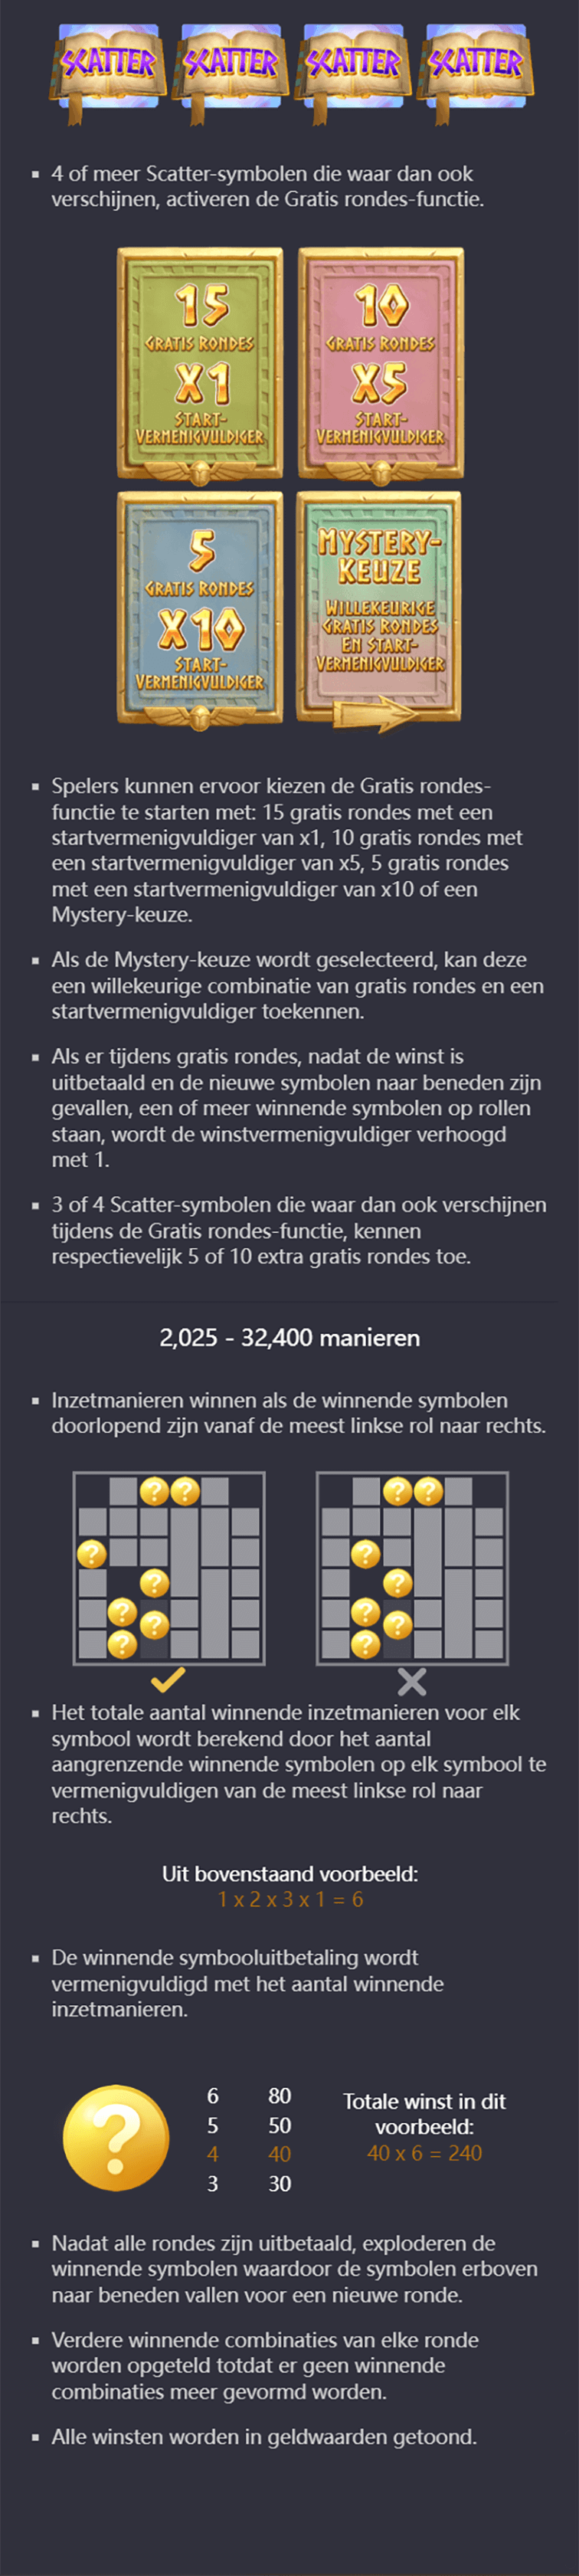 SCATTER SCATTER SCATTER SCATTER
▪ 4 of meer Scatter-symbolen die waar dan ook
verschijnen, activeren de Gratis rondes-functie.
15
GRATIS RONDES
X1
START-
VERMENIGVULDIGER
10
GRATIS RONDES
X5
START-
VERMENIGVULDIGER
5
GRATIS RONDES
X10
START-
VERMENIGVULDIGER
MYSTERY-
KEUZE
WILLEKEURIGE
GRATIS RONDES
EN START-
VERMENIGVULDIGER
▪ Spelers kunnen ervoor kiezen de Gratis rondes-
functie te starten met: 15 gratis rondes met een
startvermenigvuldiger van x1, 10 gratis rondes met
een startvermenigvuldiger van x5, 5 gratis rondes
met een startvermenigvuldiger van x10 of een
Mystery-keuze.
▪ Als de Mystery-keuze wordt geselecteerd, kan deze
een willekeurige combinatie van gratis rondes en een
startvermenigvuldiger toekennen.
▪ Als er tijdens gratis rondes, nadat de winst is
uitbetaald en de nieuwe symbolen naar beneden zijn
gevallen, een of meer winnende symbolen op rollen
staan, wordt de winstvermenigvuldiger verhoogd
met 1.
▪ 3 of 4 Scatter-symbolen die waar dan ook verschijnen
tijdens de Gratis rondes-functie, kennen
respectievelijk 5 of 10 extra gratis rondes toe.
2,025 - 32,400 manieren
▪ Inzetmanieren winnen als de winnende symbolen
doorlopend zijn vanaf de meest linkse rol naar rechts.
? ?
?
?
?
?
?
? ?
?
?
?
?
?
▪ Het totale aantal winnende inzetmanieren voor elk
symbool wordt berekend door het aantal
aangrenzende winnende symbolen op elk symbool te
vermenigvuldigen van de meest linkse rol naar
rechts.
Uit bovenstaand voorbeeld:
1 x 2 x 3 x 1 = 6
▪ De winnende symbooluitbetaling wordt
vermenigvuldigd met het aantal winnende
inzetmanieren.
?
6 80
5 50
4 40
3 30
Totale winst in dit
voorbeeld:
40 x 6 = 240
▪ Nadat alle rondes zijn uitbetaald, exploderen de
winnende symbolen waardoor de symbolen erboven
naar beneden vallen voor een nieuwe ronde.
▪ Verdere winnende combinaties van elke ronde
worden opgeteld totdat er geen winnende
combinaties meer gevormd worden.
▪ Alle winsten worden in geldwaarden getoond.